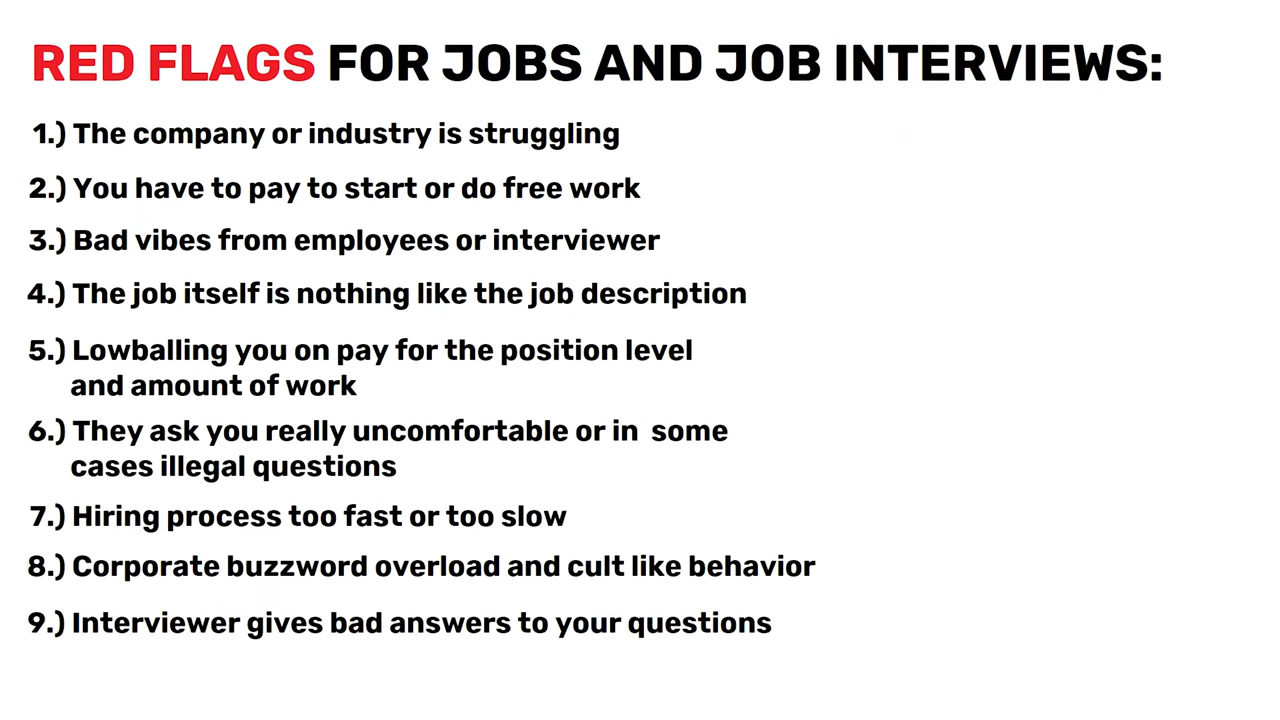 RED FLAGS FOR JOBS AND JOB INTERVIEWS:
1.) The company or industry is struggling
2.) You have to pay to start or do free work
3.) Bad vibes from employees or interviewer
4.) The job itself is nothing like the job description
5.) Lowballing you on pay for the position level
and amount of work
6.) They ask you really uncomfortable or in  some
cases illegal questions
7.) Hiring process too fast or too slow
8.) Corporate buzzword overload and cult like behavior
9.) Interviewer gives bad answers to your questions